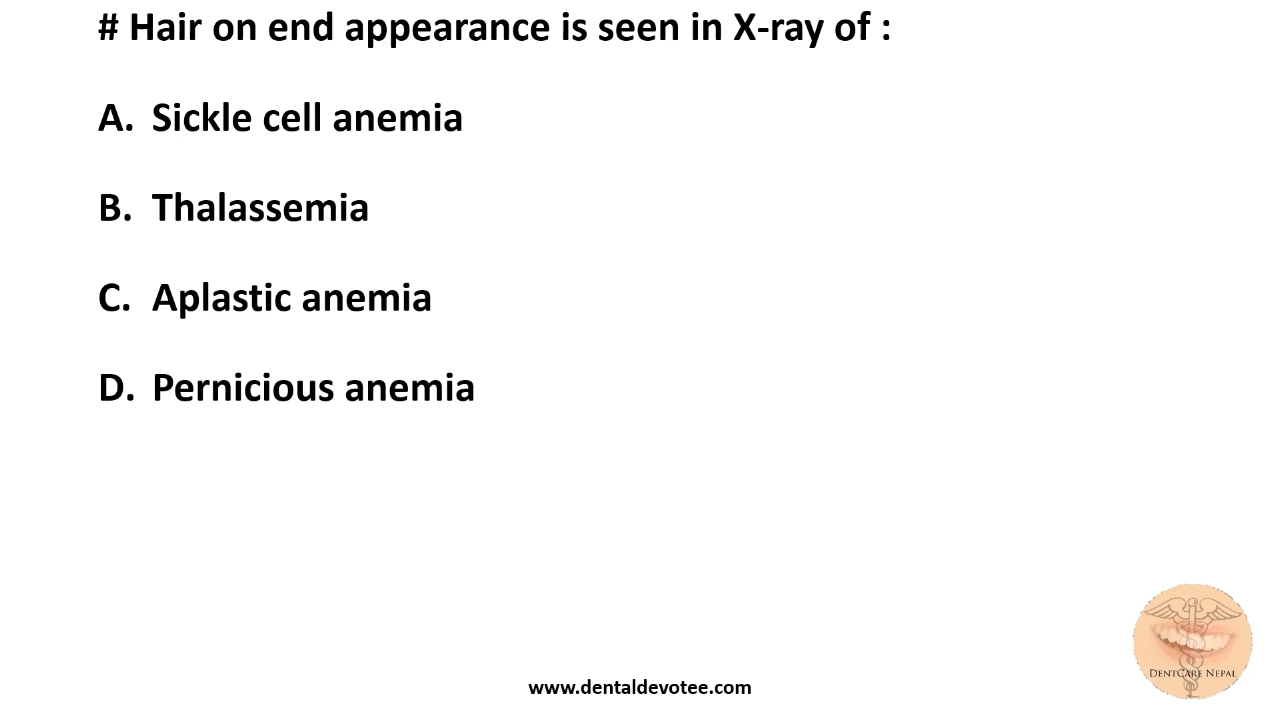 # Hair on end appearance is seen in X-ray of :
A. Sickle cell anemia
B. Thalassemia
C. Aplastic anemia
D. Pernicious anemia
DentCare Nepal
www.dentaldevotee.com